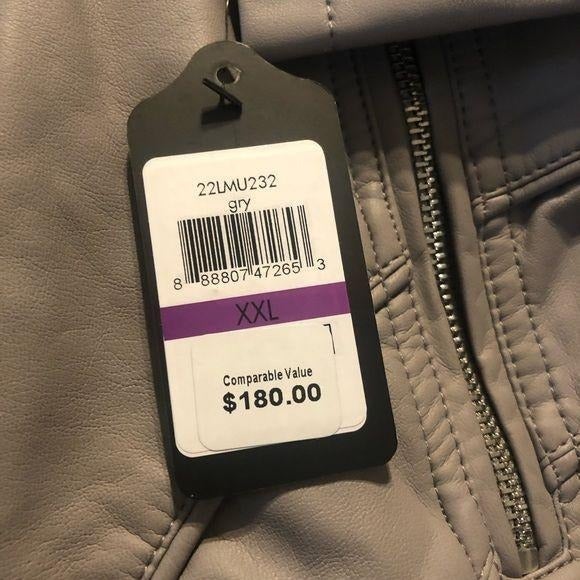 22LMU232
gry
8 88807 47265 3
XXL
Comparable Value
$180.00